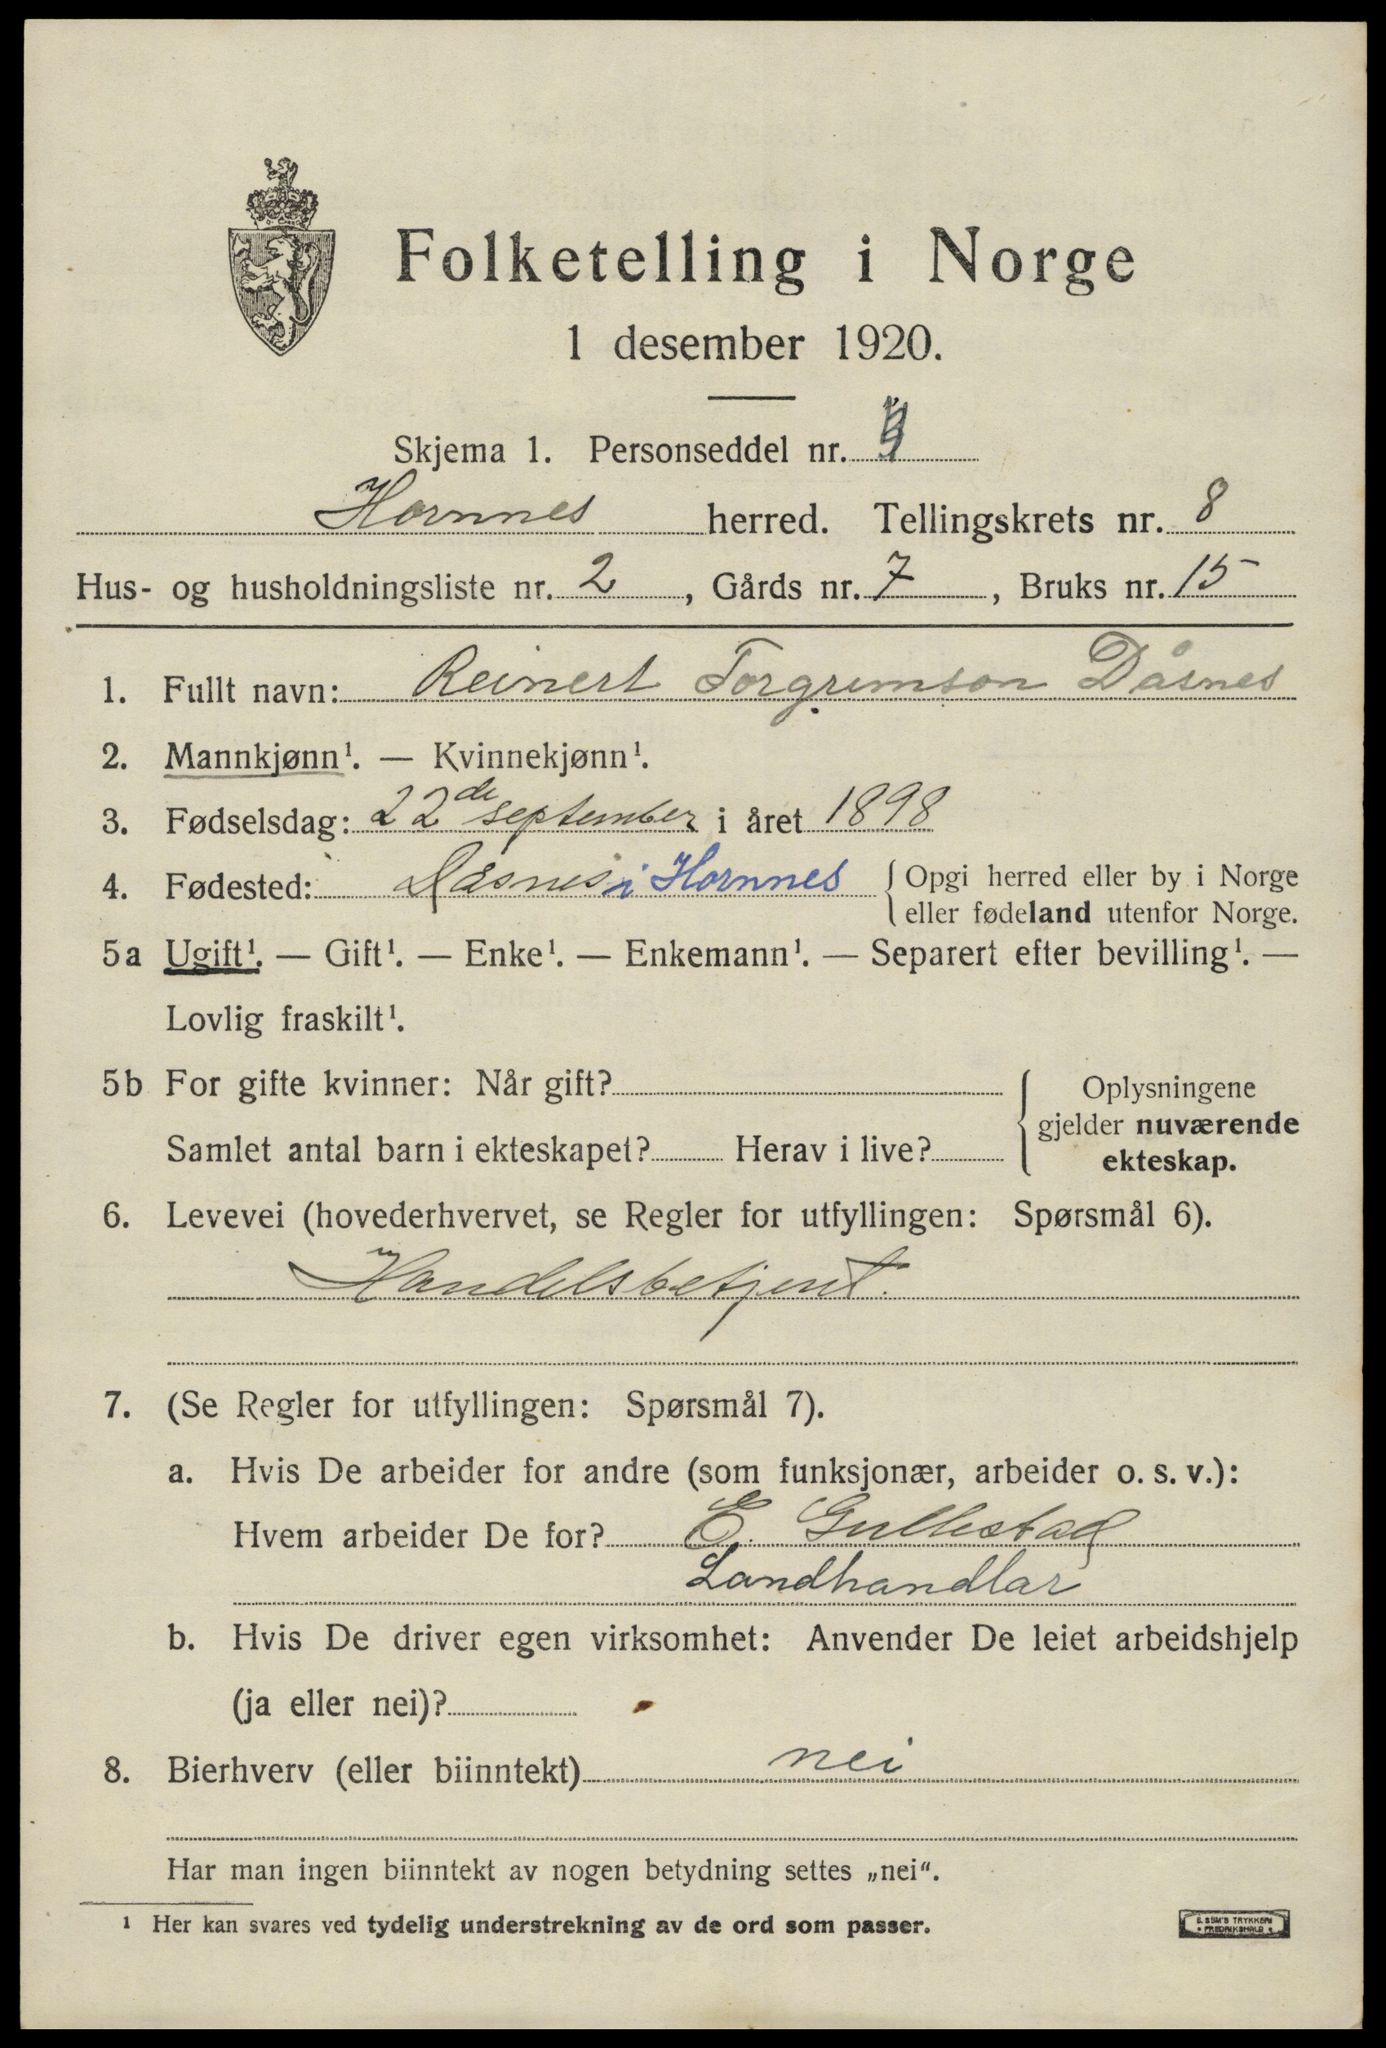 Folketelling i Norge
1 desember 1920.
Skjema 1. Personseddel nr.
Hornnes herred. Tellingskrets nr. 8
Hus- og husholdningsliste nr. 2, Gårds nr. 7, Bruks nr. 15
1. Fullt navn: Reinert Torgrimson Dåsnes
2. Mannkjønn¹. — Kvinnekjønn¹.
3. Fødselsdag: 22de september i året 1898
4. Fødested: Dåsnes i Hornnes { Opgi herred eller by i Norge
eller fødeland utenfor Norge.
5a Ugift¹. — Gift¹. — Enke¹. — Enkemann¹. — Separert efter bevilling¹. —
Lovlig fraskilt¹.
5b For gifte kvinner: Når gift? { Oplysningene
gjelder nuværende
Samlet antal barn i ekteskapet? Herav i live? ekteskap.
6. Levevei (hovederhvervet, se Regler for utfyllingen: Spørsmål 6).
Handelsbetjent.
7. (Se Regler for utfyllingen: Spørsmål 7).
a. Hvis De arbeider for andre (som funksjonær, arbeider o. s. v.):
Hvem arbeider De for? E. Gullestad
Landhandlar
b. Hvis De driver egen virksomhet: Anvender De leiet arbeidshjelp
(ja eller nei)?
8. Bierhverv (eller biinntekt) nei
Har man ingen biinntekt av nogen betydning settes „nei“.
¹ Her kan svares ved tydelig understrekning av de ord som passer.
E. SEM'S TRYKKERI
• FREDRIKSHALD •